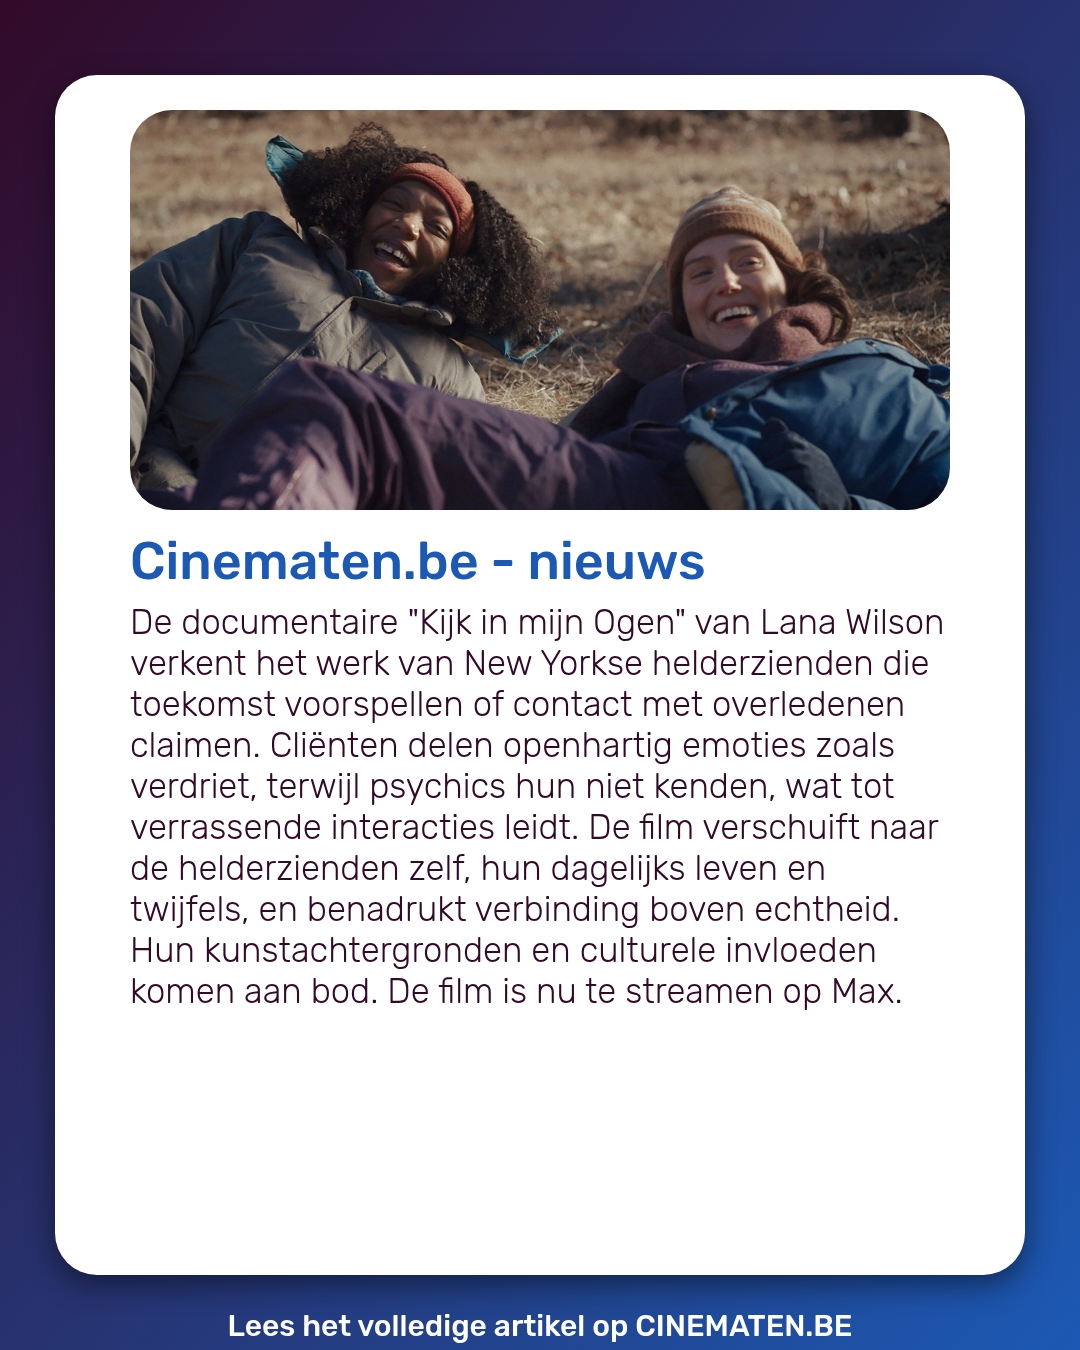 Cinematen.be - nieuws
De documentaire "Kijk in mijn Ogen" van Lana Wilson
verkent het werk van New Yorkse helderzienden die
toekomst voorspellen of contact met overledenen
claimen. Cliënten delen openhartig emoties zoals
verdriet, terwijl psychics hun niet kenden, wat tot
verrassende interacties leidt. De film verschuift naar
de helderzienden zelf, hun dagelijks leven en
twijfels, en benadrukt verbinding boven echtheid.
Hun kunstachtergronden en culturele invloeden
komen aan bod. De film is nu te streamen op Max.
Lees het volledige artikel op CINEMATEN.BE